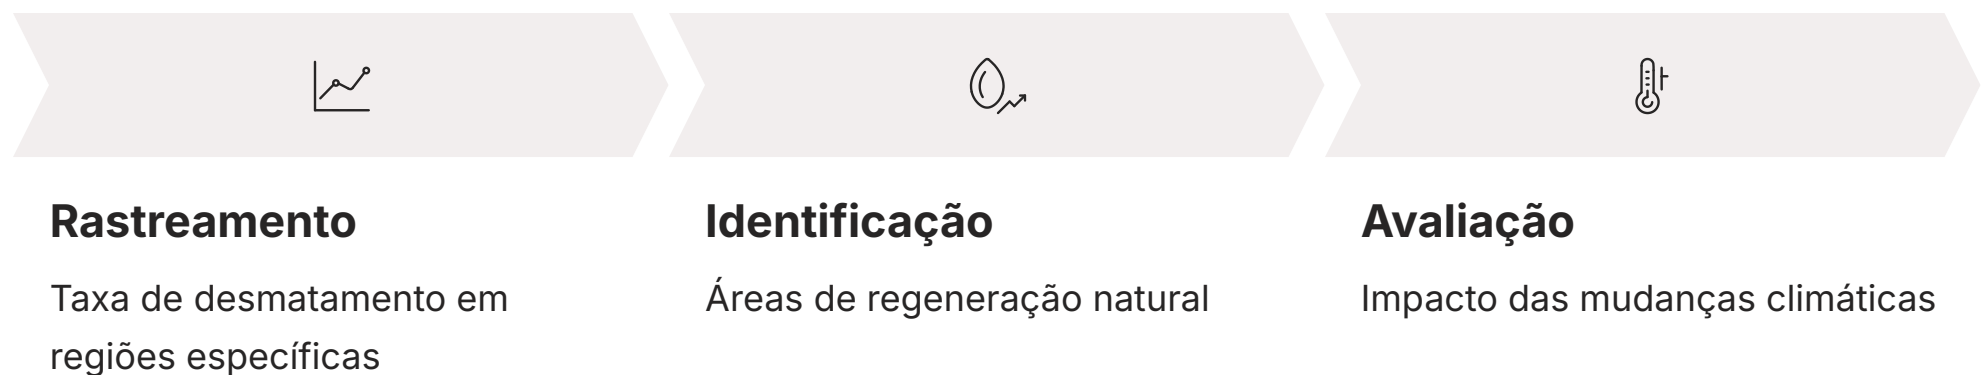 Rastreamento
Taxa de desmatamento em
regiões específicas
Identificação
Áreas de regeneração natural
Avaliação
Impacto das mudanças climáticas